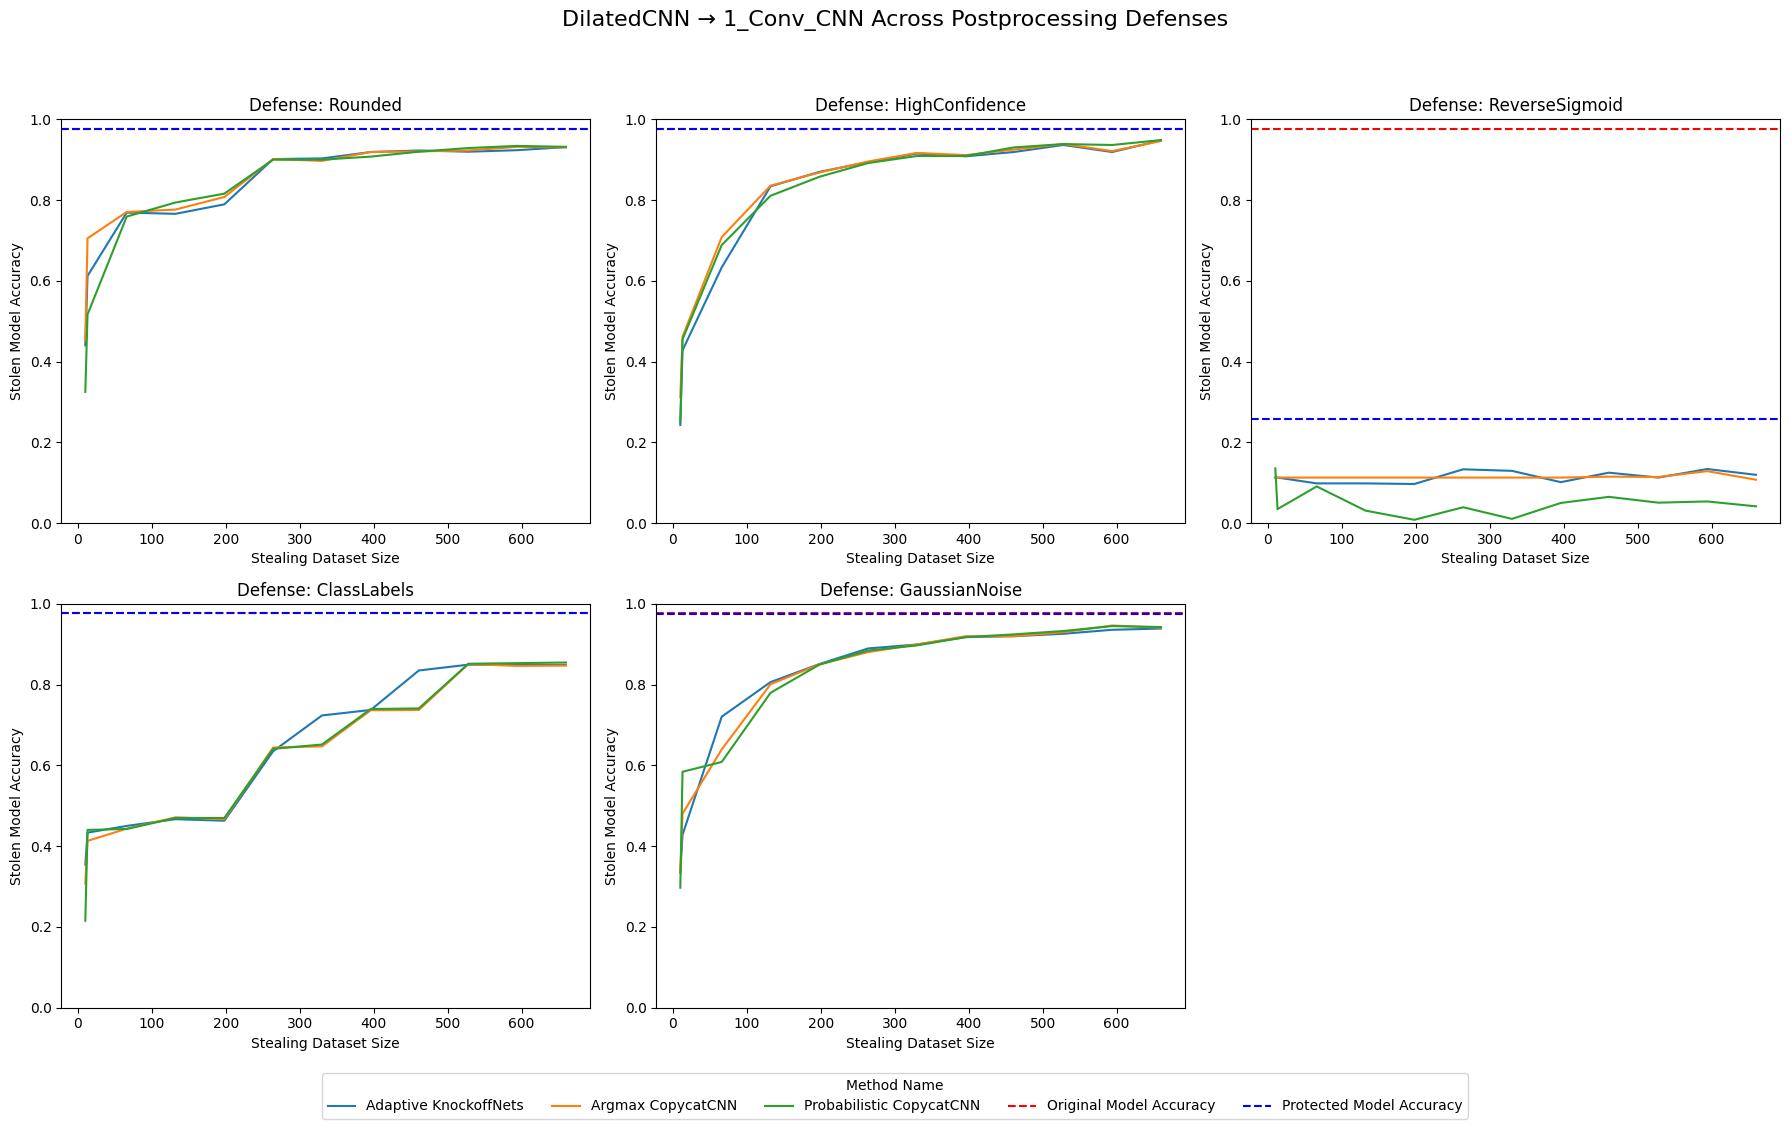 DilatedCNN → 1_Conv_CNN Across Postprocessing Defenses
Defense: Rounded
1.0
0.8
0.6
0.4
0.2
0.0
Stolen Model Accuracy
0 100 200 300 400 500 600
Stealing Dataset Size
Defense: HighConfidence
1.0
0.8
0.6
0.4
0.2
0.0
Stolen Model Accuracy
0 100 200 300 400 500 600
Stealing Dataset Size
Defense: ReverseSigmoid
1.0
0.8
0.6
0.4
0.2
0.0
Stolen Model Accuracy
0 100 200 300 400 500 600
Stealing Dataset Size
Defense: ClassLabels
1.0
0.8
0.6
0.4
0.2
0.0
Stolen Model Accuracy
0 100 200 300 400 500 600
Stealing Dataset Size
Defense: GaussianNoise
1.0
0.8
0.6
0.4
0.2
0.0
Stolen Model Accuracy
0 100 200 300 400 500 600
Stealing Dataset Size
Method Name
Adaptive KnockoffNets Argmax CopycatCNN Probabilistic CopycatCNN Original Model Accuracy Protected Model Accuracy